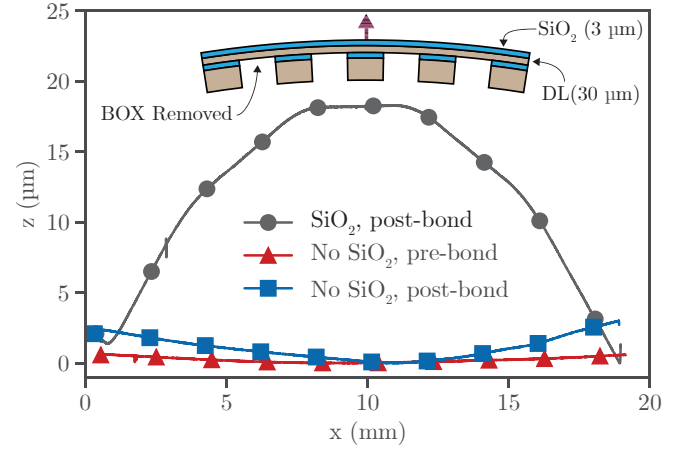 25
20
15
10
5
0
z (µm)
0 5 10 15 20
x (mm)
SiO₂ (3 µm)
DL(30 µm)
BOX Removed
SiO₂, post-bond
No SiO₂, pre-bond
No SiO₂, post-bond